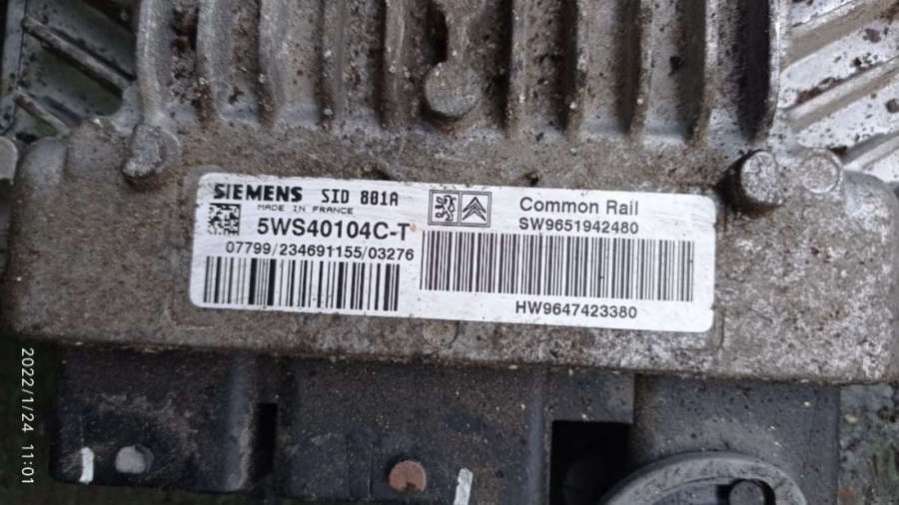 SIEMENS SID 801A
MADE IN FRANCE
5WS40104C-T
07799/234691155/03276
Common Rail
SW9651942480
HW9647423380
2022/1/24 11:01